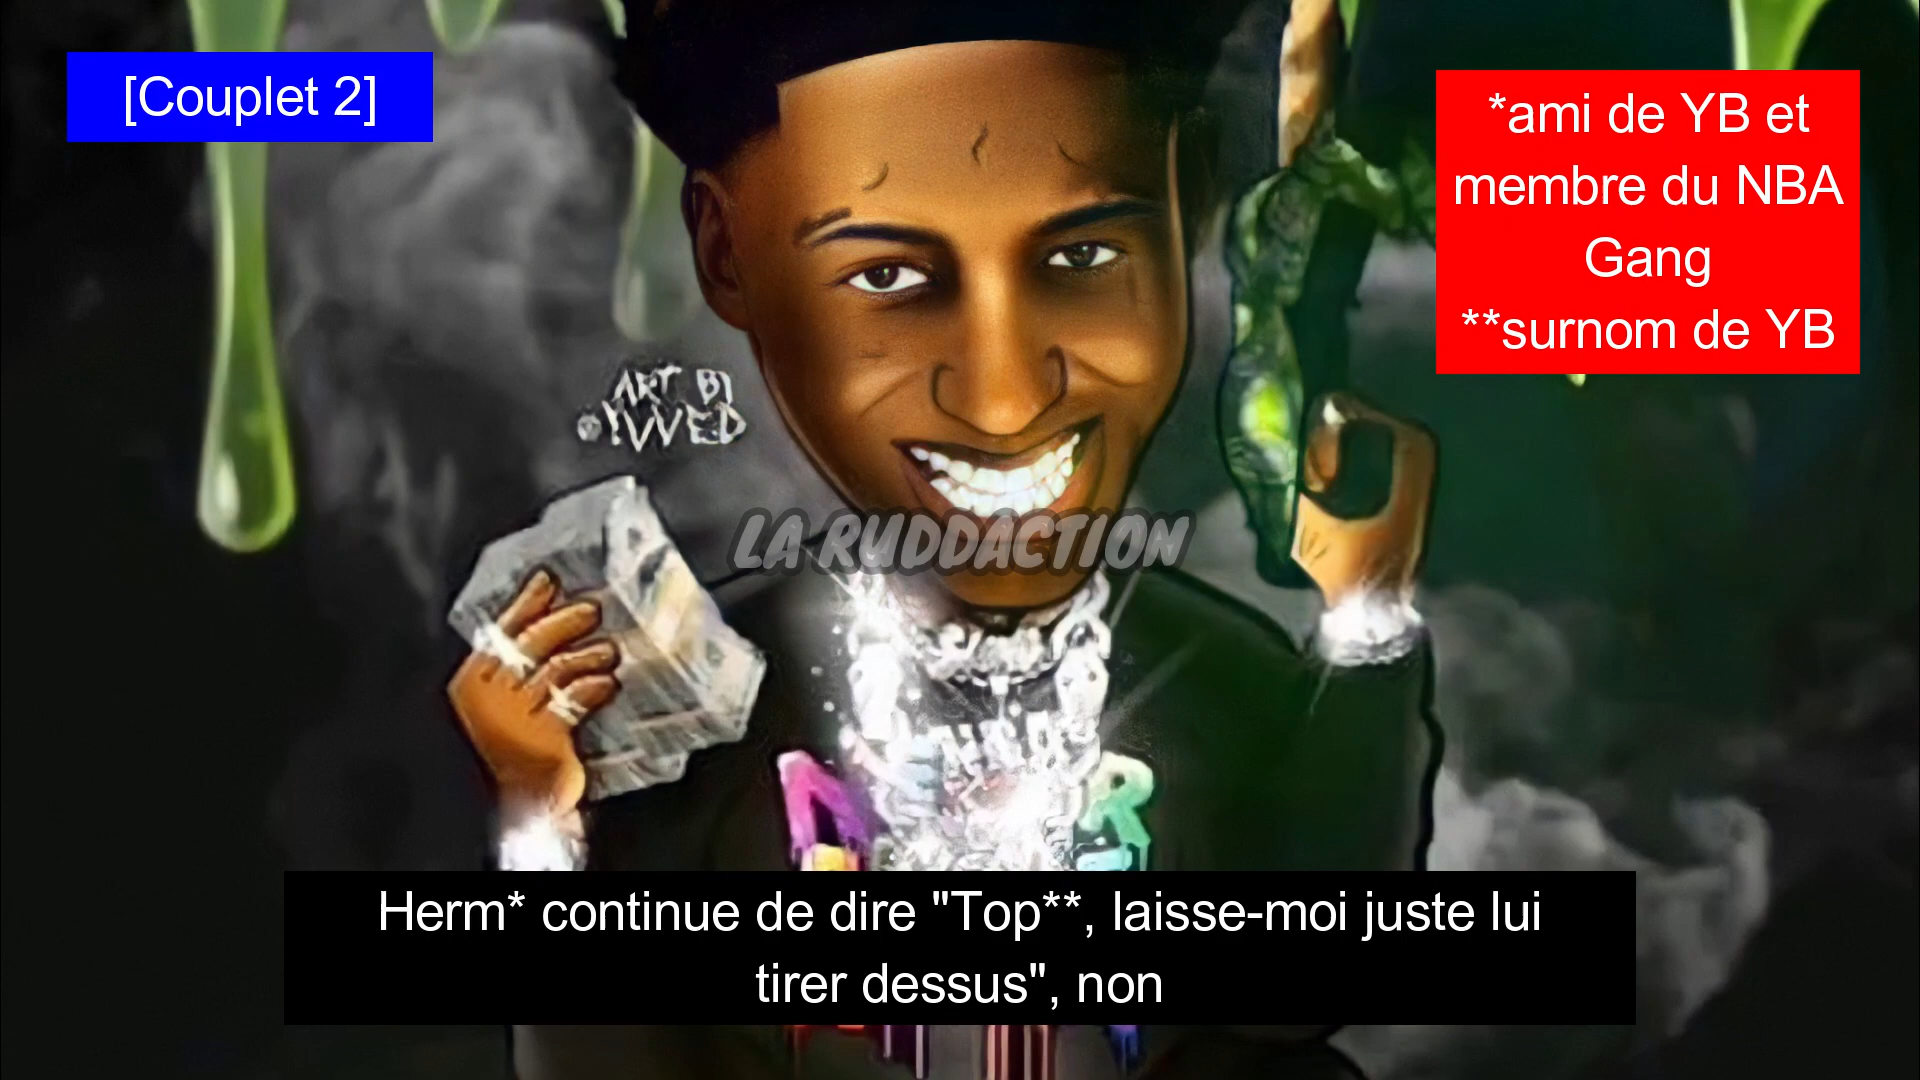 [Couplet 2]
*ami de YB et
membre du NBA
Gang
**surnom de YB
ART BY
@YVVED
LA RUDDACTION
Herm* continue de dire "Top**, laisse-moi juste lui
tirer dessus", non